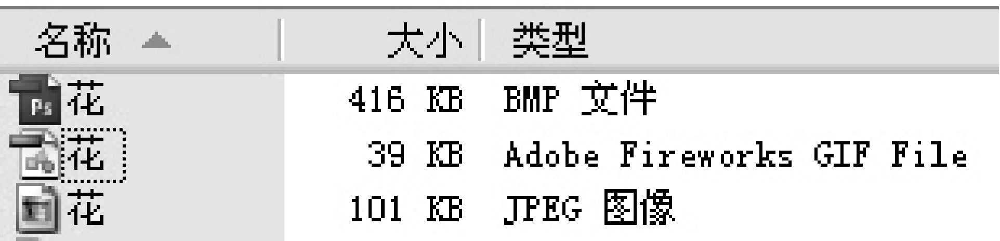 名称 大小 类型
Ps 花 416 KB BMP 文件
花 39 KB Adobe Fireworks GIF File
花 101 KB JPEG 图像